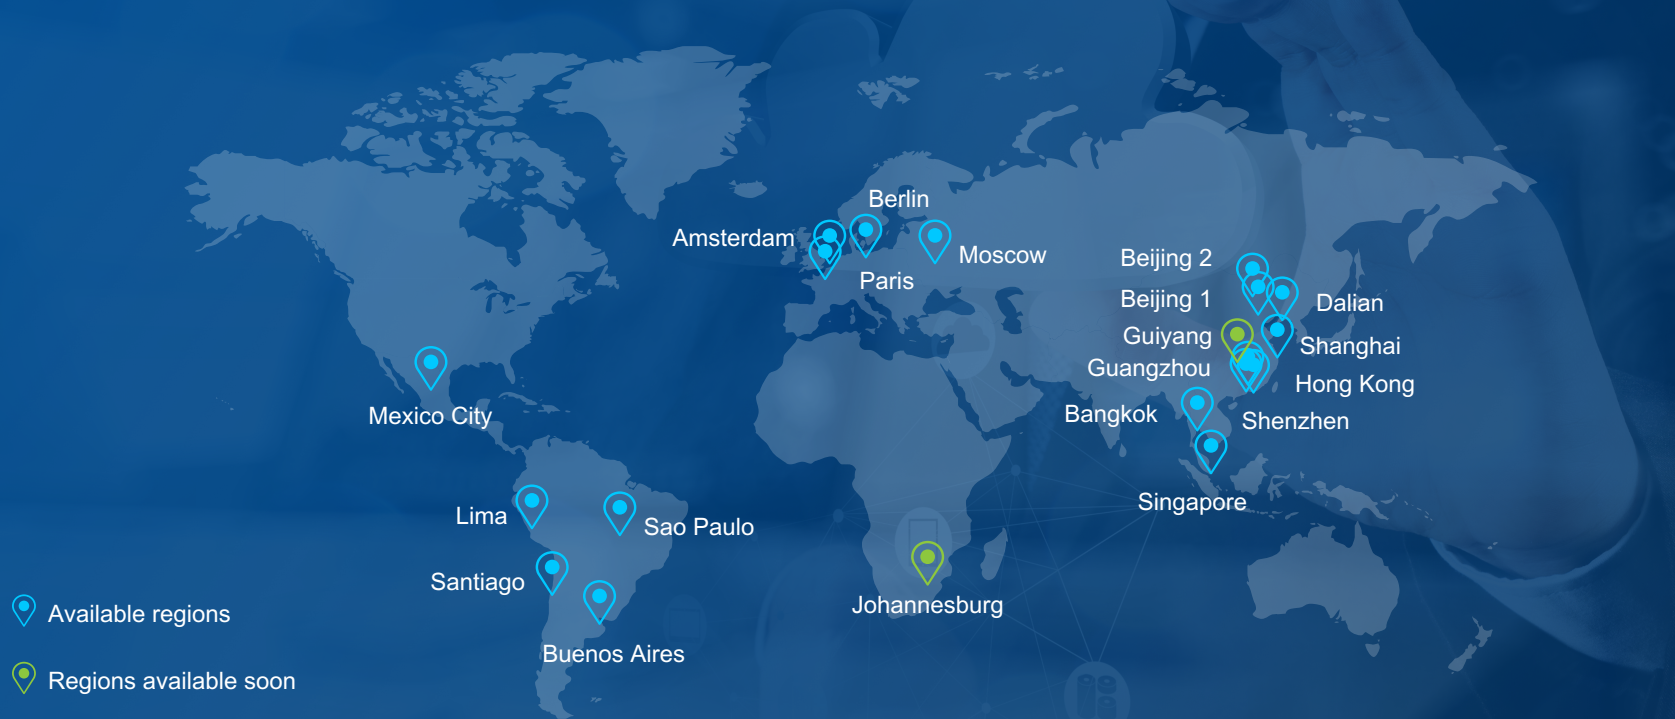 Berlin
Amsterdam
Moscow
Paris
Beijing 2
Beijing 1
Dalian
Guiyang
Shanghai
Guangzhou
Hong Kong
Bangkok
Shenzhen
Mexico City
Singapore
Lima
Sao Paulo
Santiago
Johannesburg
Buenos Aires
Available regions
Regions available soon